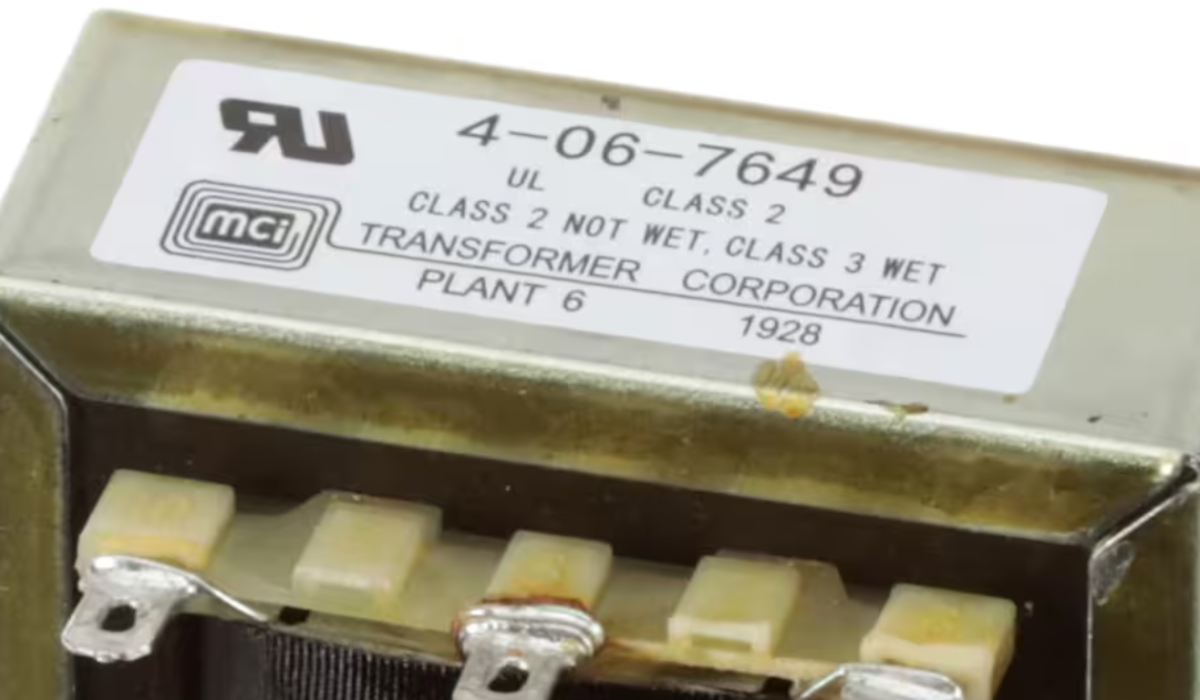 RU
4-06-7649
UL CLASS 2
CLASS 2 NOT WET, CLASS 3 WET
mci
TRANSFORMER CORPORATION
PLANT 6 1928